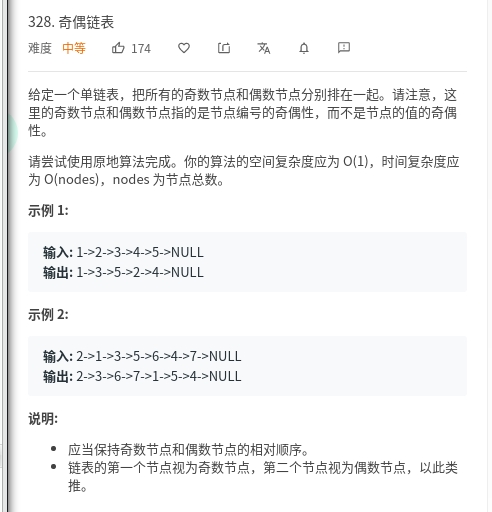 328. 奇偶链表
难度 中等 174
给定一个单链表，把所有的奇数节点和偶数节点分别排在一起。请注意，这
里的奇数节点和偶数节点指的是节点编号的奇偶性，而不是节点的值的奇偶
性。
请尝试使用原地算法完成。你的算法的空间复杂度应为 O(1)，时间复杂度应
为 O(nodes)，nodes 为节点总数。
示例 1:
输入: 1->2->3->4->5->NULL
输出: 1->3->5->2->4->NULL
示例 2:
输入: 2->1->3->5->6->4->7->NULL
输出: 2->3->6->7->1->5->4->NULL
说明:
• 应当保持奇数节点和偶数节点的相对顺序。
• 链表的第一个节点视为奇数节点，第二个节点视为偶数节点，以此类
推。